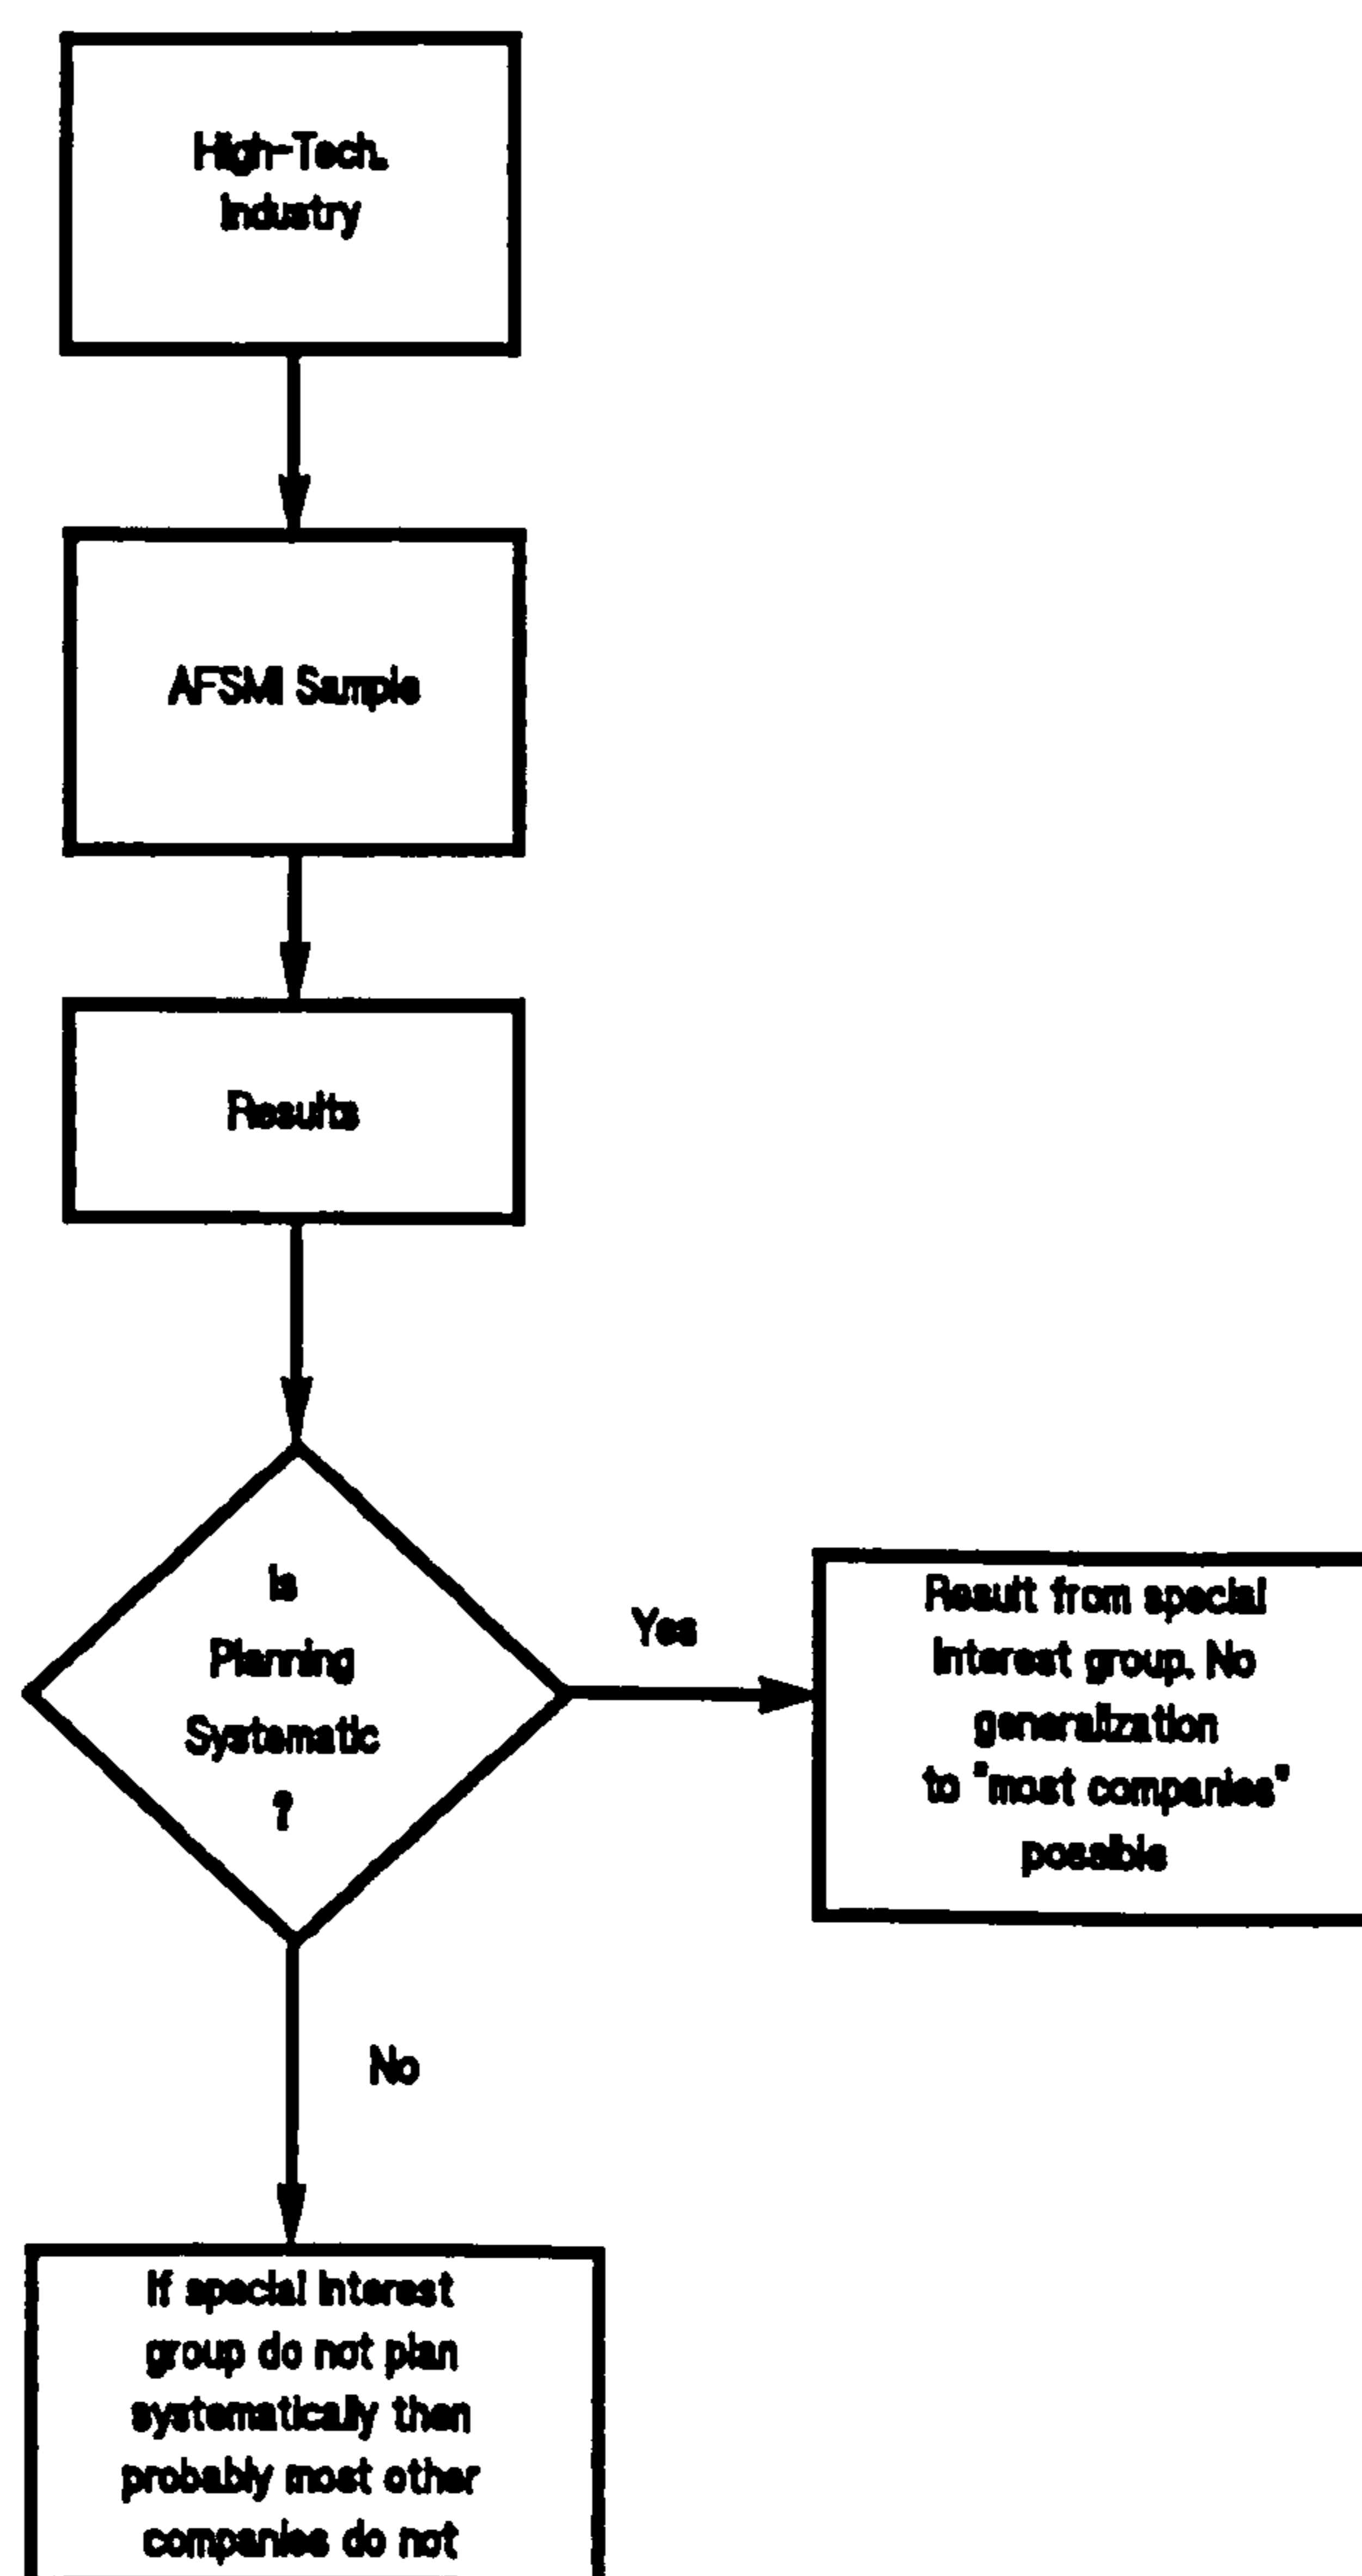 High-Tech.
Industry
AFSMI Sample
Results
Is
Planning
Systematic
?
Yes
Result from special
Interest group. No
generalization
to "most companies"
possible
No
If special Interest
group do not plan
systematically then
probably most other
companies do not